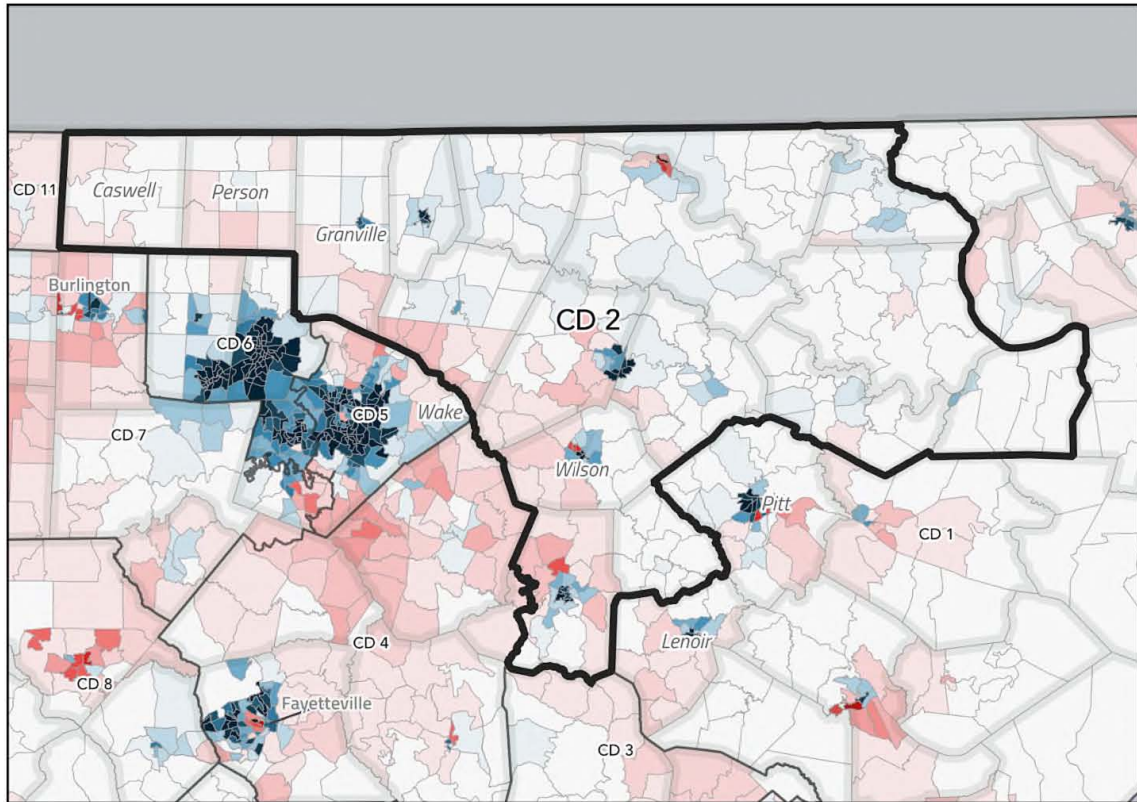 CD 11
Caswell
Person
Granville
Burlington
CD 2
CD 6
CD 5
Wake
CD 7
Wilson
Pitt
CD 1
CD 4
Lenoir
CD 8
Fayetteville
CD 3